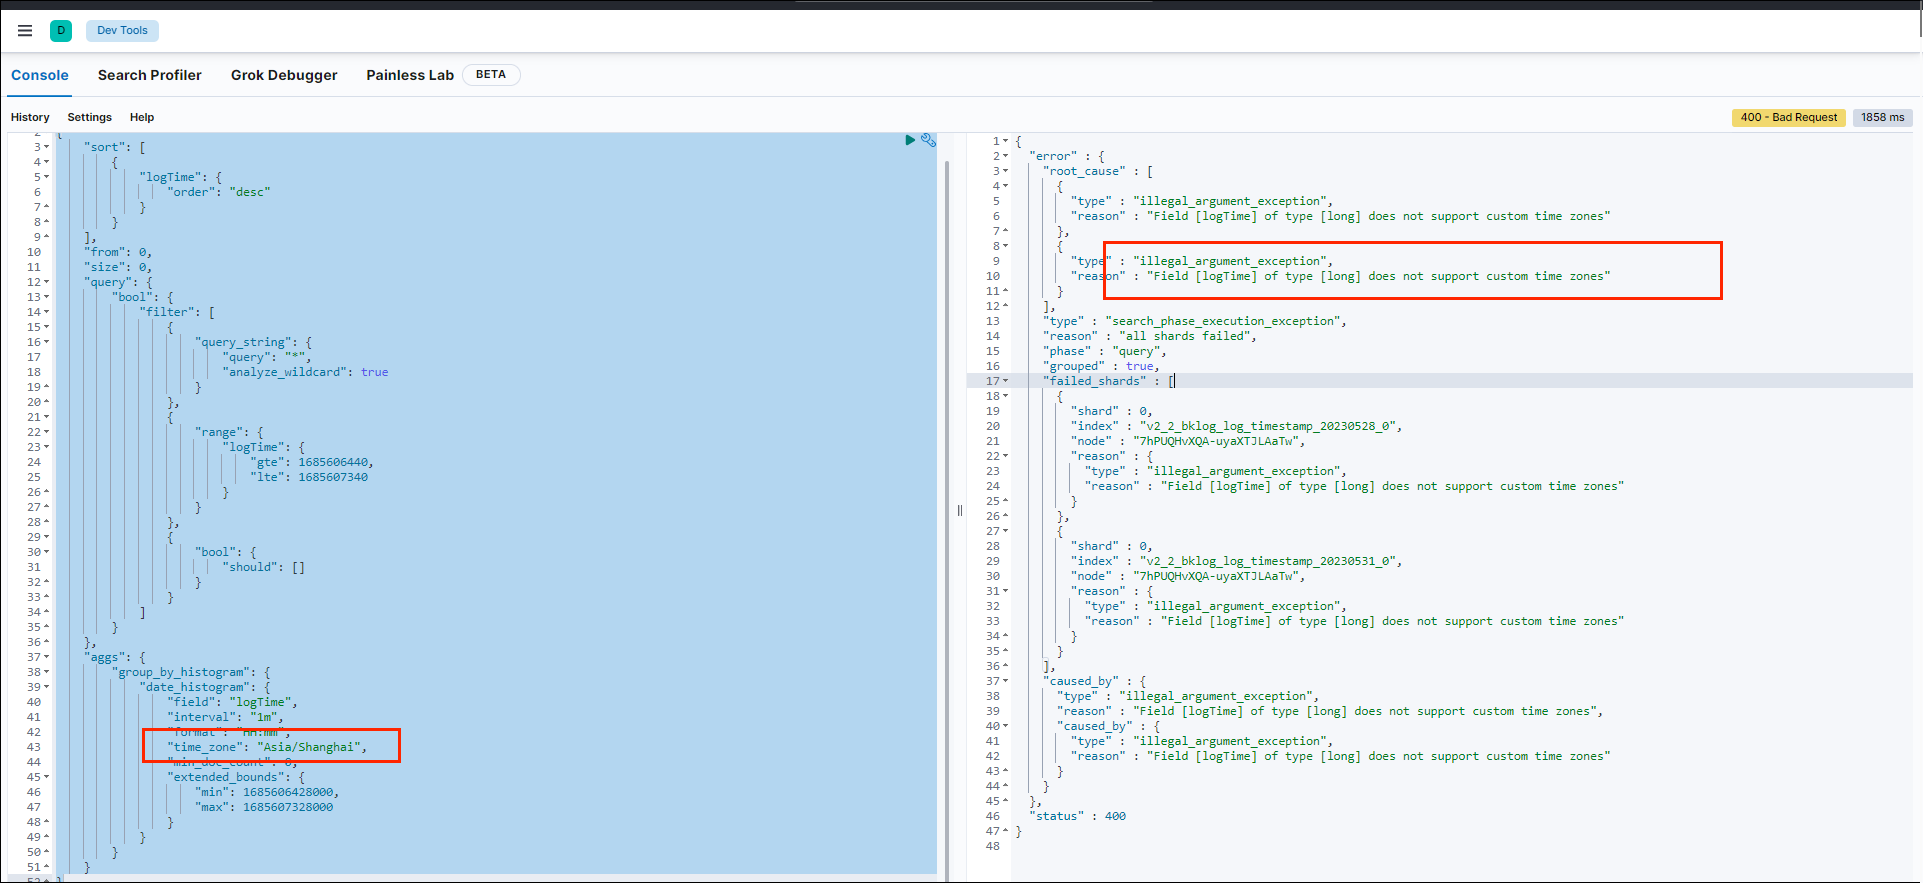 D Dev Tools
Console Search Profiler Grok Debugger Painless Lab BETA
History Settings Help
400 - Bad Request 1858 ms
2 {
3 "sort": [
4 {
5 "logTime": {
6 "order": "desc"
7 }
8 }
9 ],
10 "from": 0,
11 "size": 0,
12 "query": {
13 "bool": {
14 "filter": [
15 {
16 "query_string": {
17 "query": "*",
18 "analyze_wildcard": true
19 }
20 },
21 {
22 "range": {
23 "logTime": {
24 "gte": 1685606440,
25 "lte": 1685607340
26 }
27 }
28 },
29 {
30 "bool": {
31 "should": []
32 }
33 }
34 ]
35 }
36 },
37 "aggs": {
38 "group_by_histogram": {
39 "date_histogram": {
40 "field": "logTime",
41 "interval": "1m",
42 "format": "HH:mm",
43 "time_zone": "Asia/Shanghai",
44 "min_doc_count": 0,
45 "extended_bounds": {
46 "min": 1685606428000,
47 "max": 1685607328000
48 }
49 }
50 }
51 }
52 }
1 {
2 "error" : {
3 "root_cause" : [
4 {
5 "type" : "illegal_argument_exception",
6 "reason" : "Field [logTime] of type [long] does not support custom time zones"
7 },
8 {
9 "type" : "illegal_argument_exception",
10 "reason" : "Field [logTime] of type [long] does not support custom time zones"
11 }
12 ],
13 "type" : "search_phase_execution_exception",
14 "reason" : "all shards failed",
15 "phase" : "query",
16 "grouped" : true,
17 "failed_shards" : [
18 {
19 "shard" : 0,
20 "index" : "v2_2_bklog_log_timestamp_20230528_0",
21 "node" : "7hPUQHvXQA-uyaXTJLAaTw",
22 "reason" : {
23 "type" : "illegal_argument_exception",
24 "reason" : "Field [logTime] of type [long] does not support custom time zones"
25 }
26 },
27 {
28 "shard" : 0,
29 "index" : "v2_2_bklog_log_timestamp_20230531_0",
30 "node" : "7hPUQHvXQA-uyaXTJLAaTw",
31 "reason" : {
32 "type" : "illegal_argument_exception",
33 "reason" : "Field [logTime] of type [long] does not support custom time zones"
34 }
35 }
36 ],
37 "caused_by" : {
38 "type" : "illegal_argument_exception",
39 "reason" : "Field [logTime] of type [long] does not support custom time zones",
40 "caused_by" : {
41 "type" : "illegal_argument_exception",
42 "reason" : "Field [logTime] of type [long] does not support custom time zones"
43 }
44 }
45 },
46 "status" : 400
47 }
48